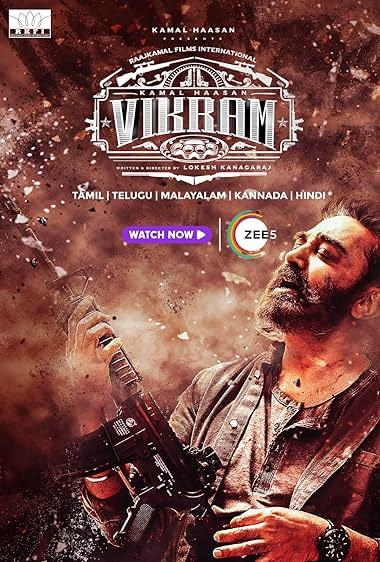 RKFI
KAMAL HAASAN
PRESENTS
RAAJKAMAL FILMS INTERNATIONAL
KAMAL HAASAN
VIKRAM
WRITTEN & DIRECTED BY LOKESH KANAGARAJ
TAMIL | TELUGU | MALAYALAM | KANNADA | HINDI *
WATCH NOW
ZEE5